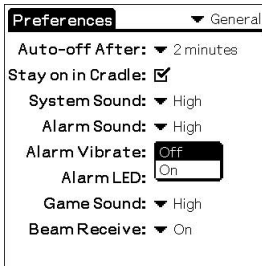 Preferences General
Auto-off After: 2 minutes
Stay on in Cradle:
System Sound: High
Alarm Sound: High
Alarm Vibrate: Off
On
Alarm LED:
Game Sound: High
Beam Receive: On